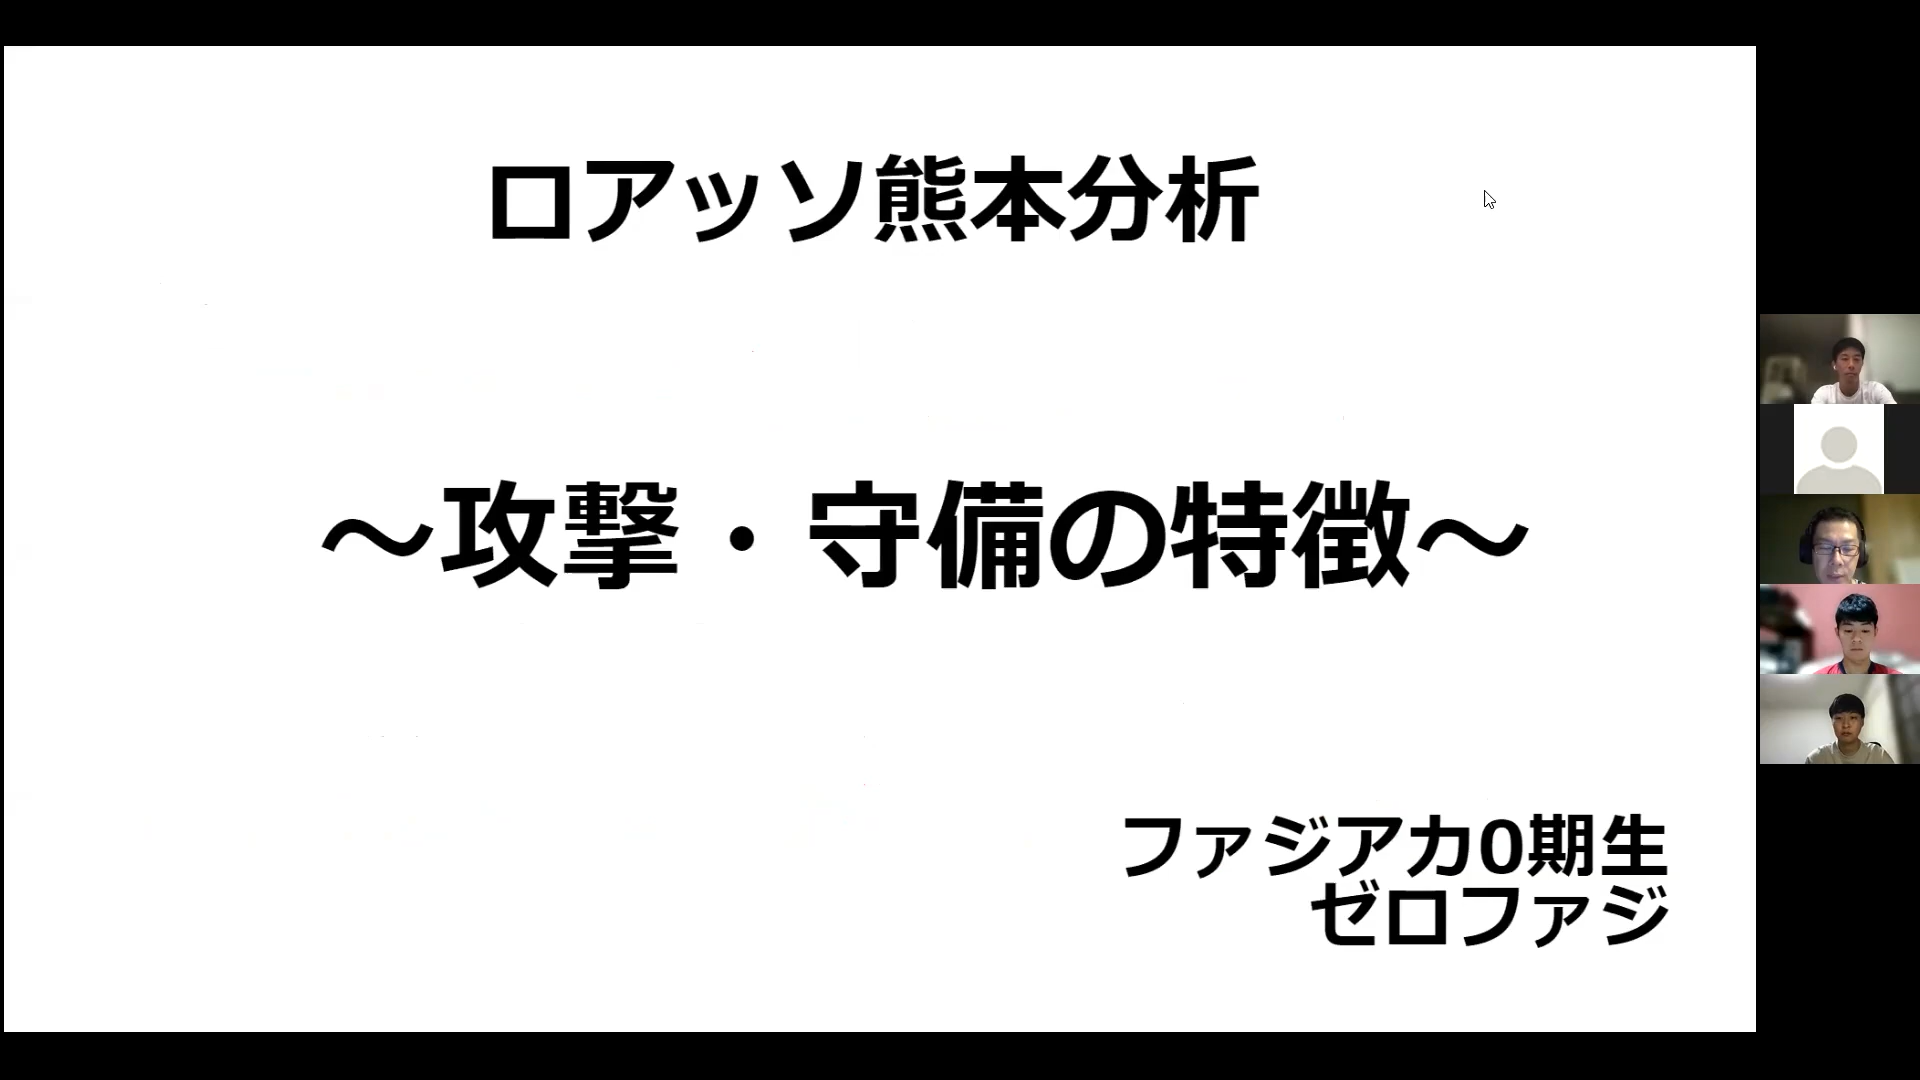 ロアッソ熊本分析
～攻撃・守備の特徴～
ファジアカ0期生
ゼロファジ